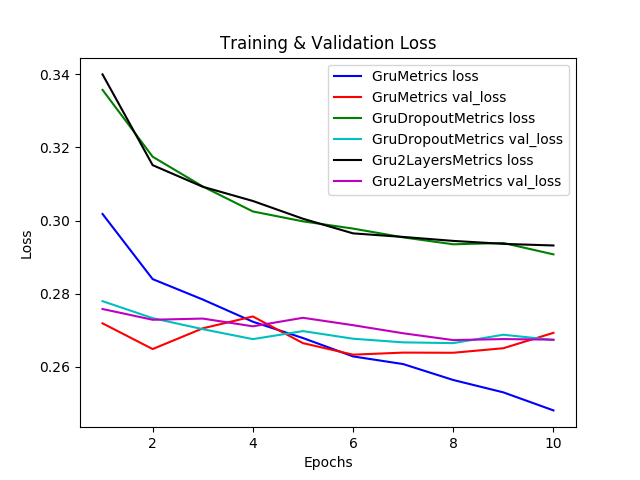 Training & Validation Loss
GruMetrics loss
GruMetrics val_loss
GruDropoutMetrics loss
GruDropoutMetrics val_loss
Gru2LayersMetrics loss
Gru2LayersMetrics val_loss
Loss
0.34
0.32
0.30
0.28
0.26
2
4
6
8
10
Epochs